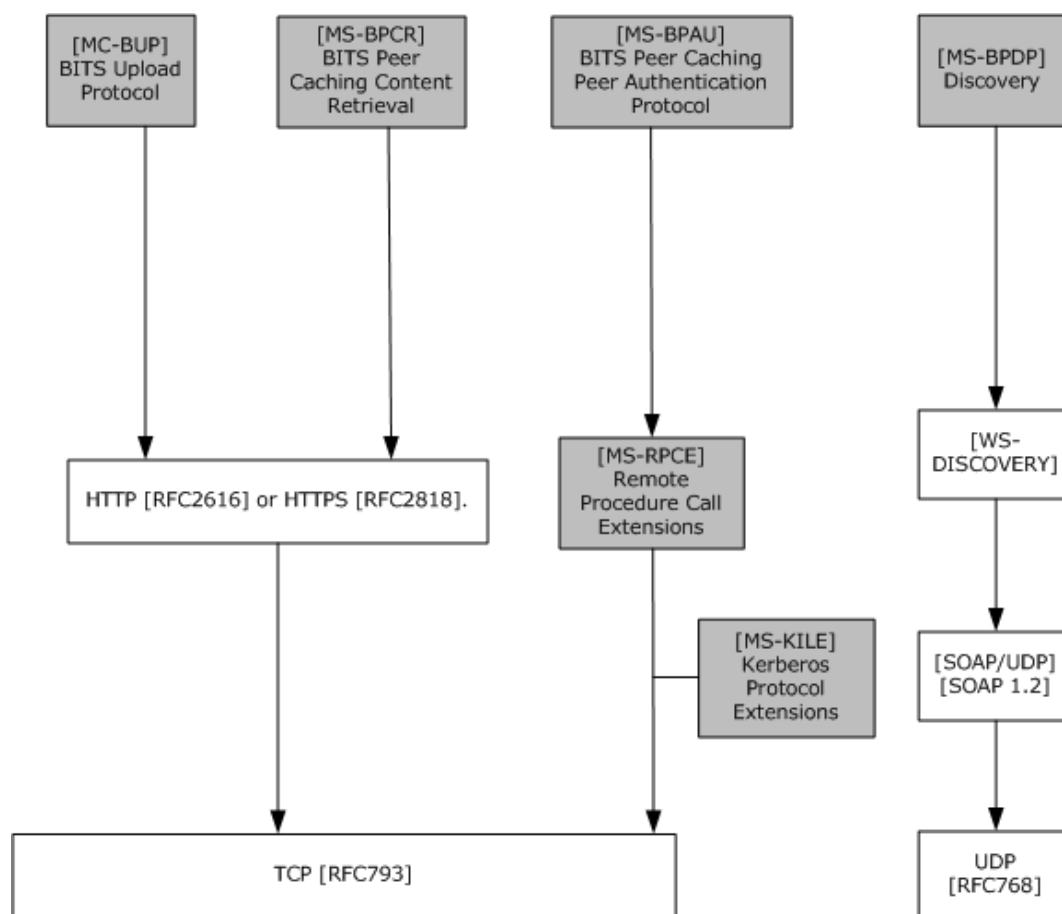 [MC-BUP]
BITS Upload
Protocol
[MS-BPCR]
BITS Peer
Caching Content
Retrieval
[MS-BPAU]
BITS Peer Caching
Peer Authentication
Protocol
[MS-BPDP]
Discovery
HTTP [RFC2616] or HTTPS [RFC2818].
[MS-RPCE]
Remote
Procedure Call
Extensions
[WS-
DISCOVERY]
[MS-KILE]
Kerberos
Protocol
Extensions
[SOAP/UDP]
[SOAP 1.2]
TCP [RFC793]
UDP
[RFC768]